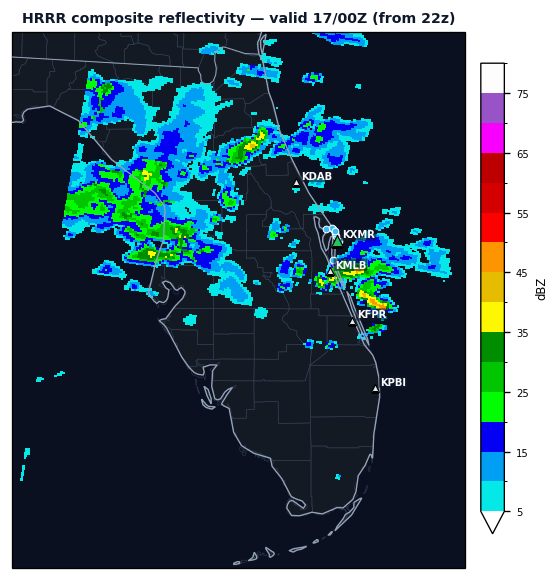 HRRR composite reflectivity — valid 17/00Z (from 22z)
KDAB
KXMR
KMLB
KFPR
KPBI
75
65
55
45
35
25
15
5
dBZ